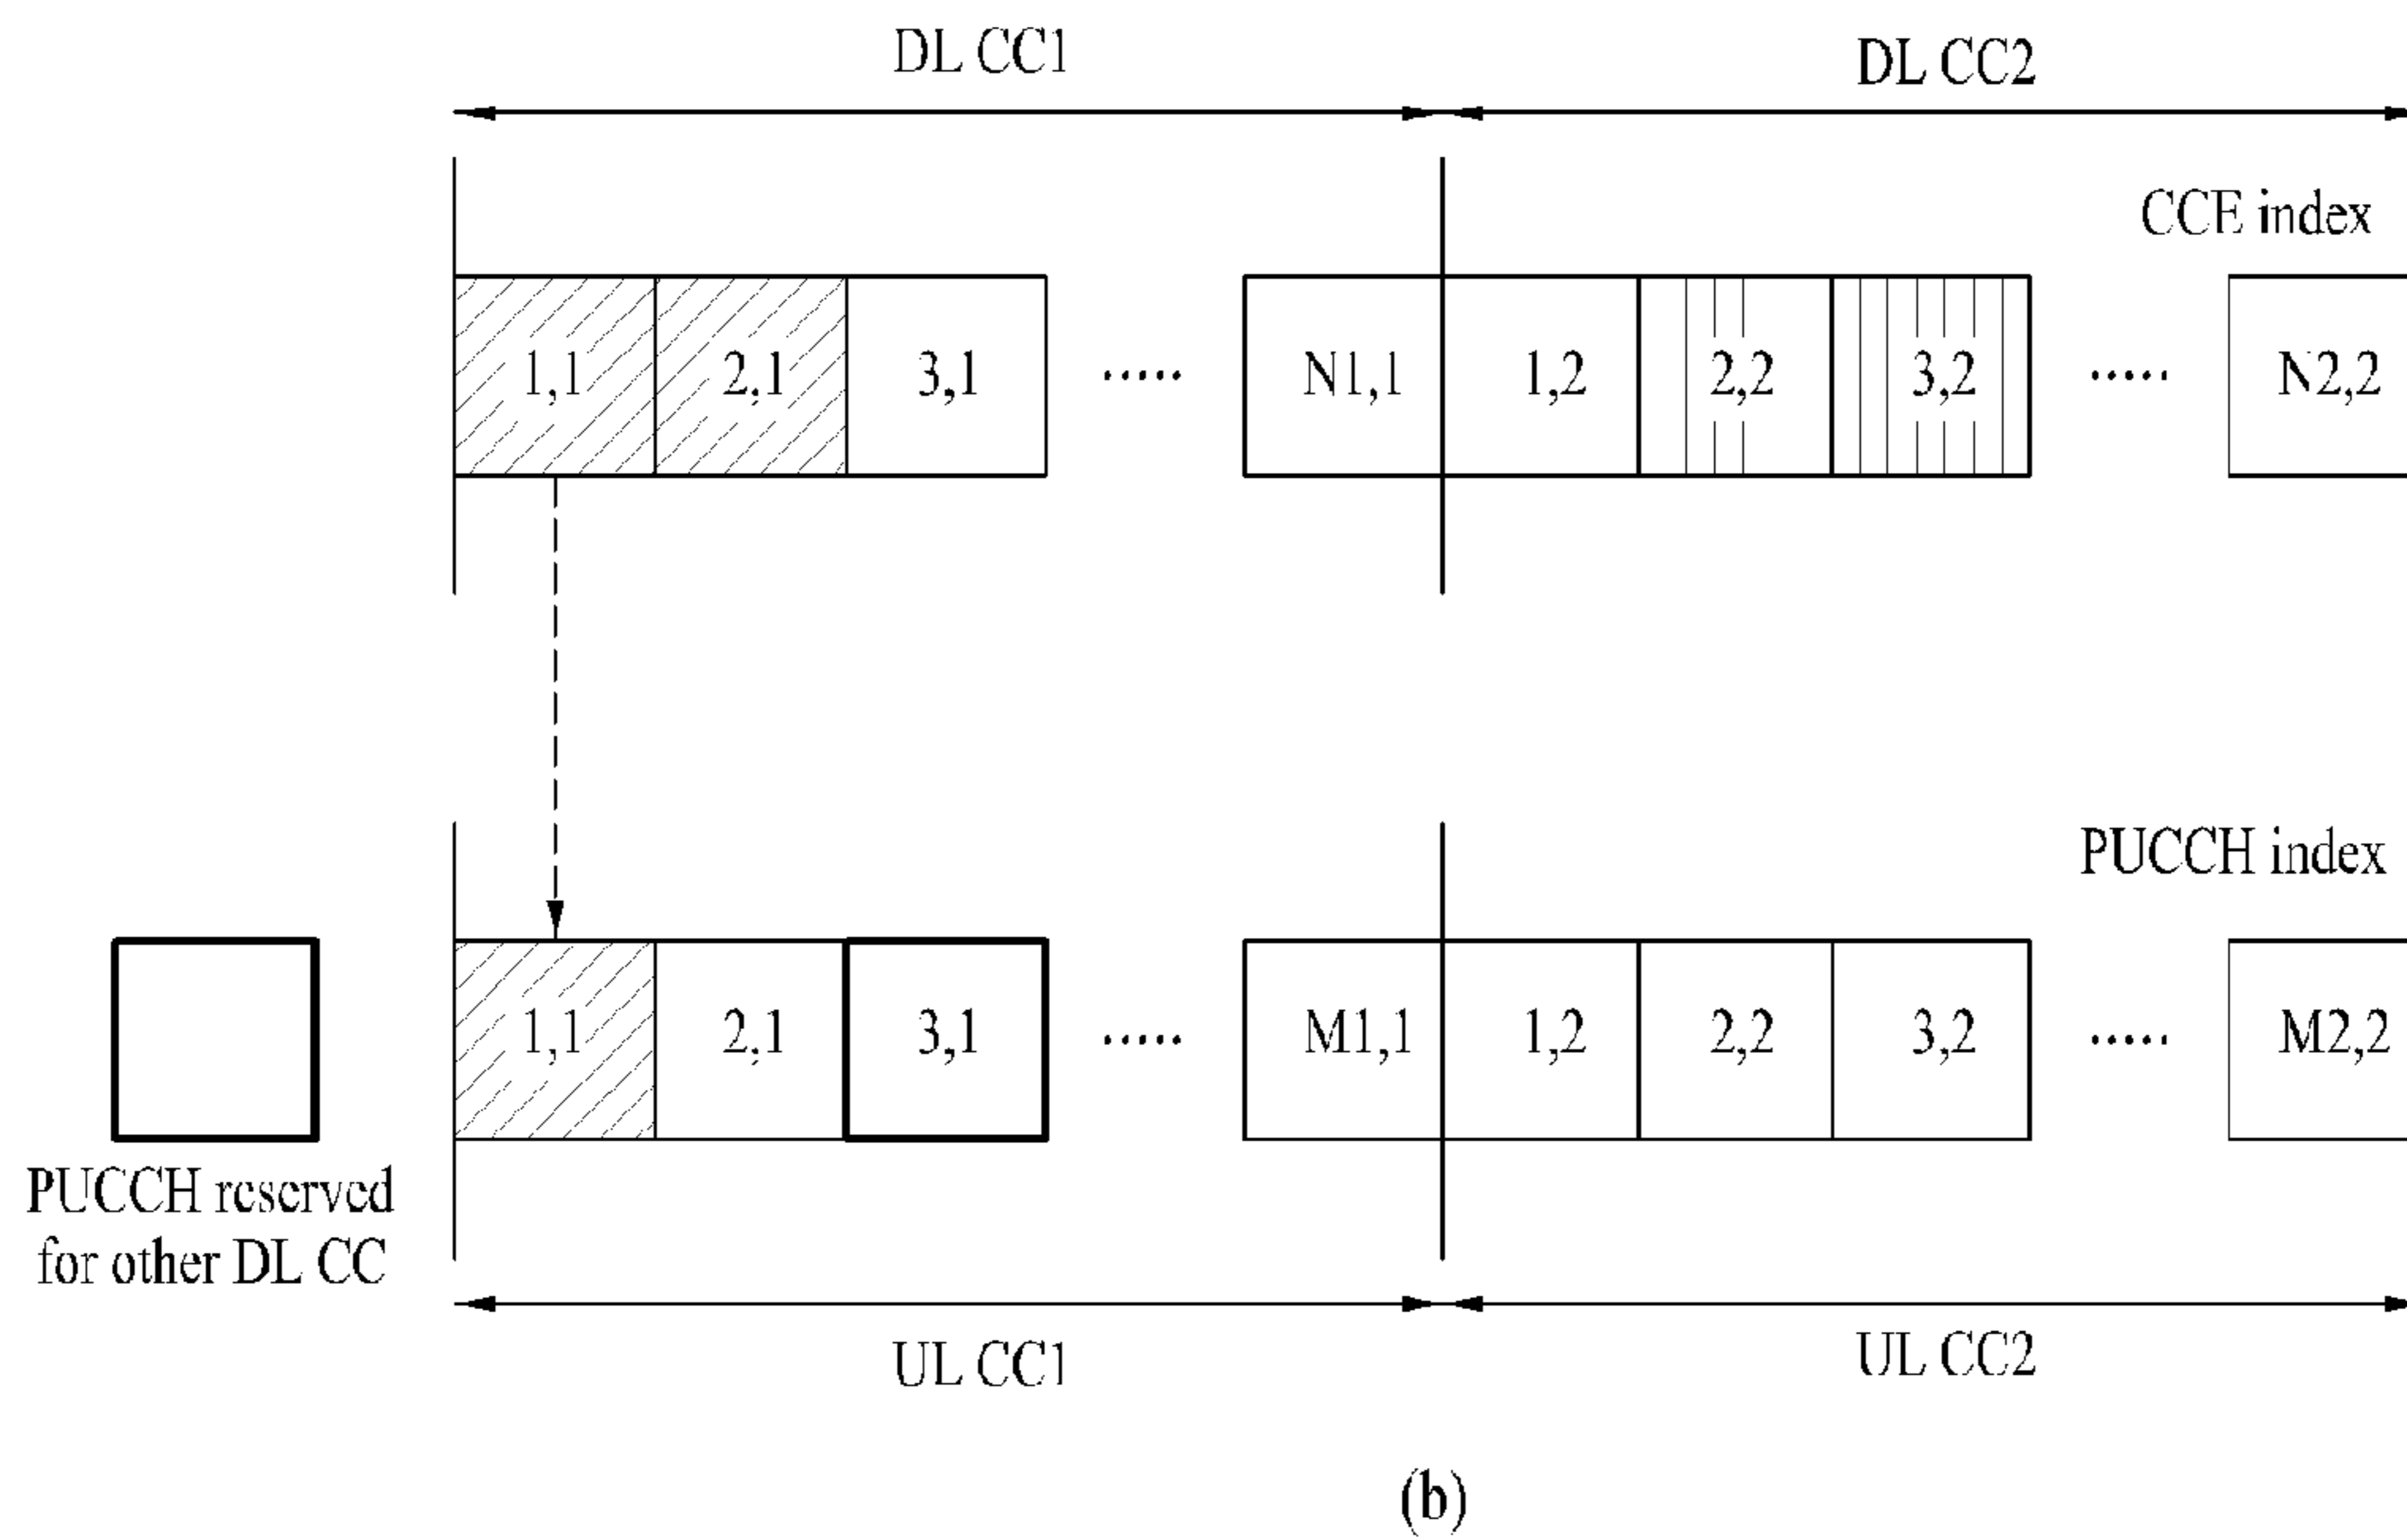 DL CC1
DL CC2
CCE index
1,1 2,1 3,1 ..... N1,1 1,2 2,2 3,2 ..... N2,2
PUCCH index
1,1 2,1 3,1 ..... M1,1 1,2 2,2 3,2 ..... M2,2
PUCCH reserved
for other DL CC
UL CC1
UL CC2
(b)